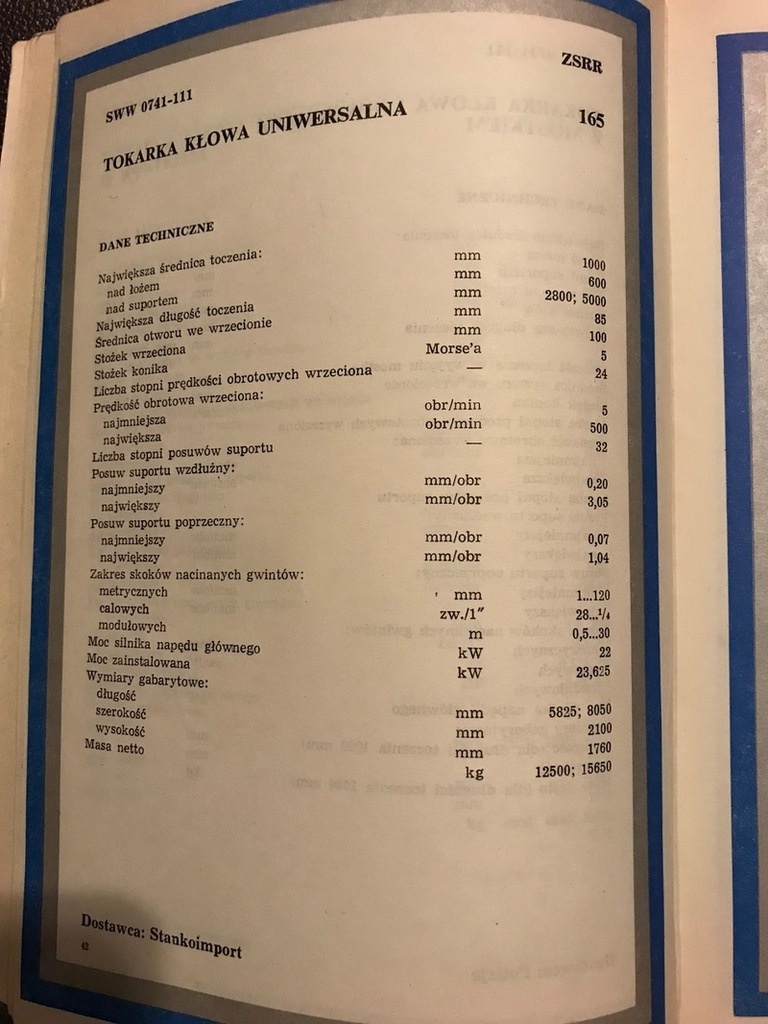 SWW 0741-111 ZSRR
TOKARKA KŁOWA UNIWERSALNA 165
DANE TECHNICZNE
Największa średnica toczenia:
nad łożem mm 1000
nad suportem mm 600
Największa długość toczenia mm 2800; 5000
Średnica otworu we wrzecionie mm 85
Stożek wrzeciona mm 100
Stożek konika Morse'a 5
Liczba stopni prędkości obrotowych wrzeciona — 24
Prędkość obrotowa wrzeciona:
najmniejsza obr/min 5
największa obr/min 500
Liczba stopni posuwów suportu — 32
Posuw suportu wzdłużny:
najmniejszy mm/obr 0,20
największy mm/obr 3,05
Posuw suportu poprzeczny:
najmniejszy mm/obr 0,07
największy mm/obr 1,04
Zakres skoków nacinanych gwintów:
metrycznych mm 1...120
calowych zw./1″ 28...1/4
modułowych m 0,5...30
Moc silnika napędu głównego kW 22
Moc zainstalowana kW 23,625
Wymiary gabarytowe:
długość mm 5825; 8050
szerokość mm 2100
wysokość mm 1760
Masa netto kg 12500; 15650
Dostawca: Stankoimport
42